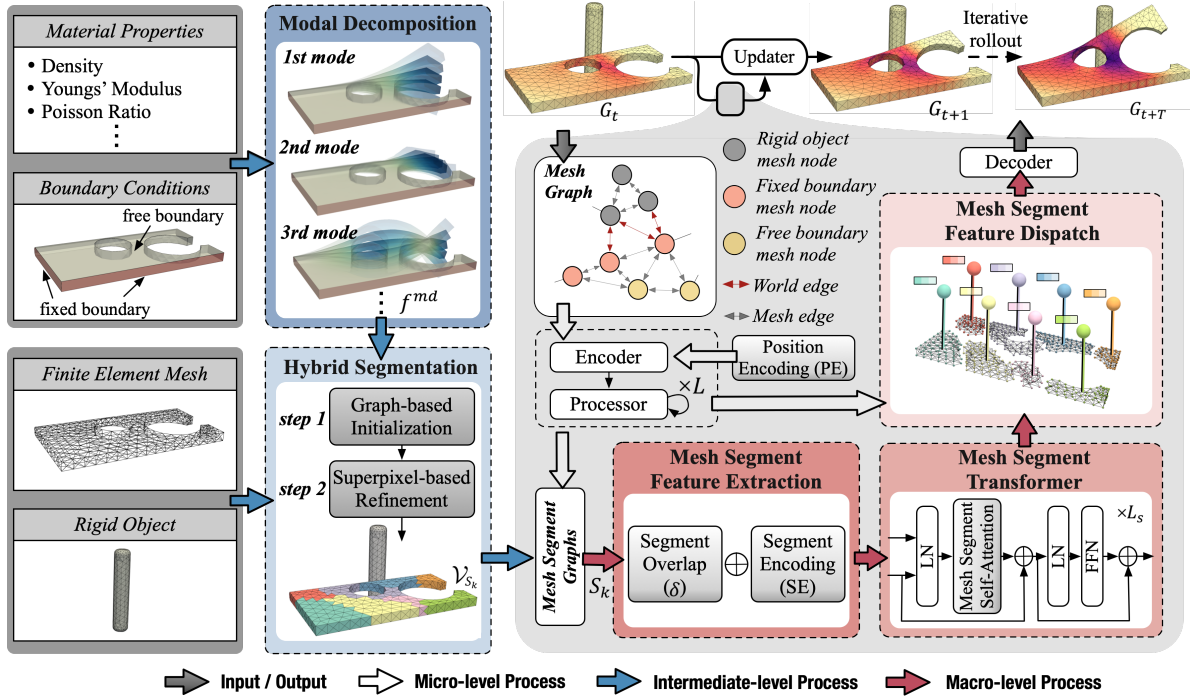 Material Properties
• Density
• Youngs' Modulus
• Poisson Ratio
⋮
Boundary Conditions
free boundary
fixed boundary
Finite Element Mesh
Rigid Object
Modal Decomposition
1st mode
2nd mode
3rd mode
⋮ f^{md}
Hybrid Segmentation
step 1
Graph-based
Initialization
step 2
Superpixel-based
Refinement
𝒱_{S_k}
G_t
Updater
G_{t+1}
Iterative
rollout
G_{t+T}
Mesh
Graph
Rigid object
mesh node
Fixed boundary
mesh node
Free boundary
mesh node
World edge
Mesh edge
Encoder
Position
Encoding (PE)
Processor
×L
Mesh Segment
Graphs
S_k
Mesh Segment
Feature Extraction
Segment
Overlap
(δ)
Segment
Encoding
(SE)
Decoder
Mesh Segment
Feature Dispatch
Mesh Segment
Transformer
LN
Mesh Segment
Self-Attention
LN
FFN
×L_s
Input / Output
Micro-level Process
Intermediate-level Process
Macro-level Process